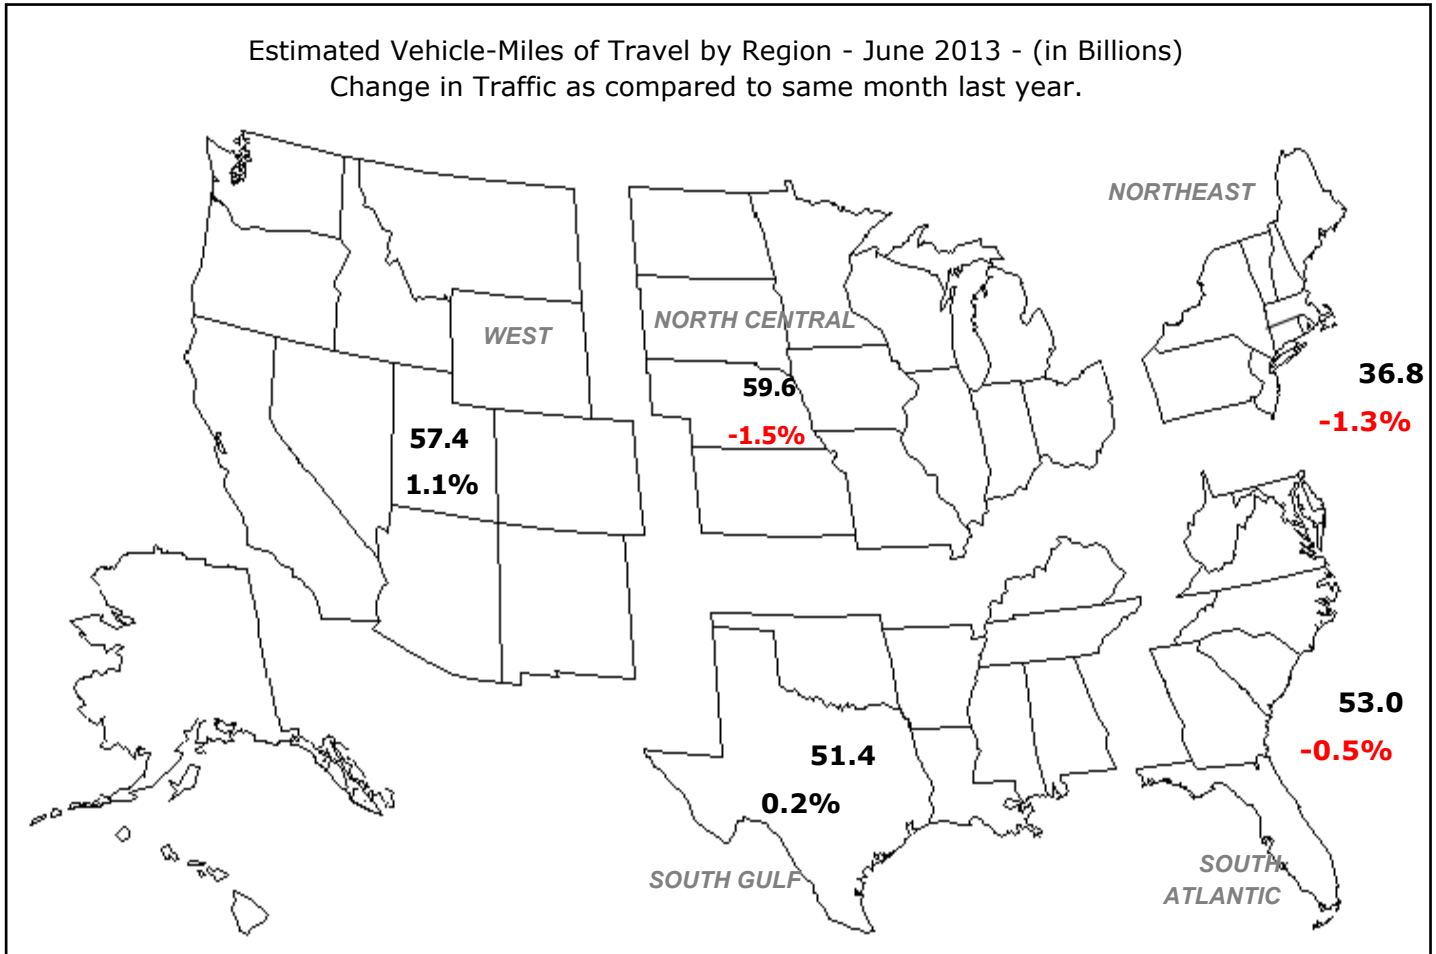 Estimated Vehicle-Miles of Travel by Region - June 2013 - (in Billions)
Change in Traffic as compared to same month last year.
NORTHEAST
WEST
NORTH CENTRAL
36.8
-1.3%
59.6
-1.5%
57.4
1.1%
53.0
-0.5%
51.4
0.2%
SOUTH GULF
SOUTH
ATLANTIC